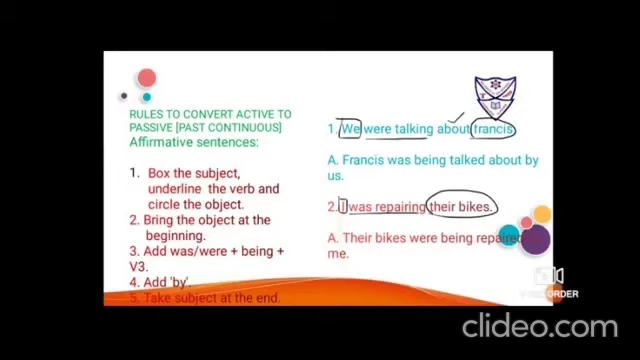 RULES TO CONVERT ACTIVE TO
PASSIVE [PAST CONTINUOUS]
Affirmative sentences:
1. Box the subject,
underline the verb and
circle the object.
2. Bring the object at the
beginning.
3. Add was/were + being +
V3.
4. Add 'by'.
5. Take subject at the end.
1. We were talking about francis.
A. Francis was being talked about by
us.
2. I was repairing their bikes.
A. Their bikes were being repaired
me.
clideo.com